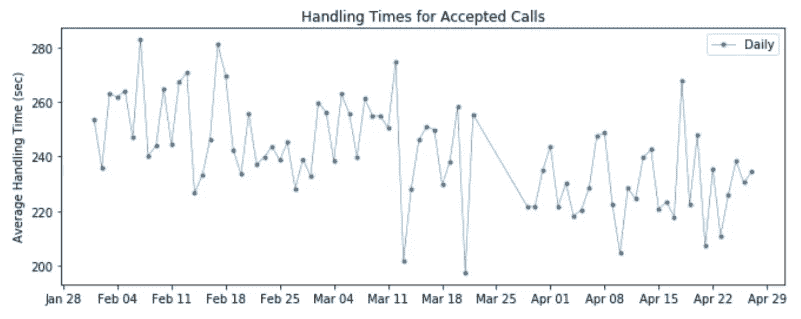 Handling Times for Accepted Calls
Daily
Average Handling Time (sec)
280
260
240
220
200
Jan 28 Feb 04 Feb 11 Feb 18 Feb 25 Mar 04 Mar 11 Mar 18 Mar 25 Apr 01 Apr 08 Apr 15 Apr 22 Apr 29